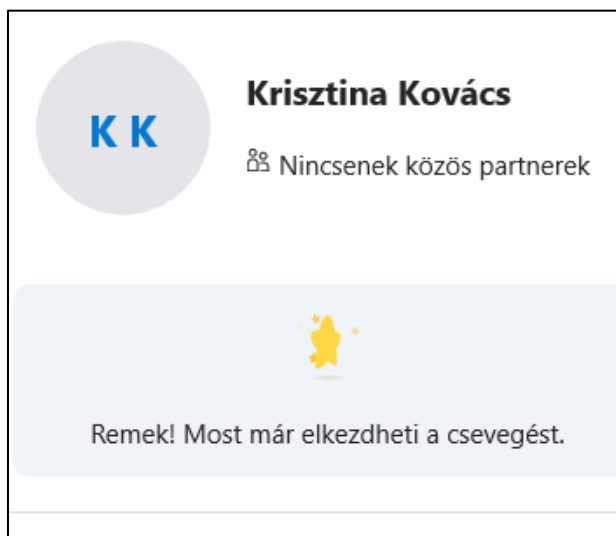 K K
Krisztina Kovács
Nincsenek közös partnerek
Remek! Most már elkezdheti a csevegést.